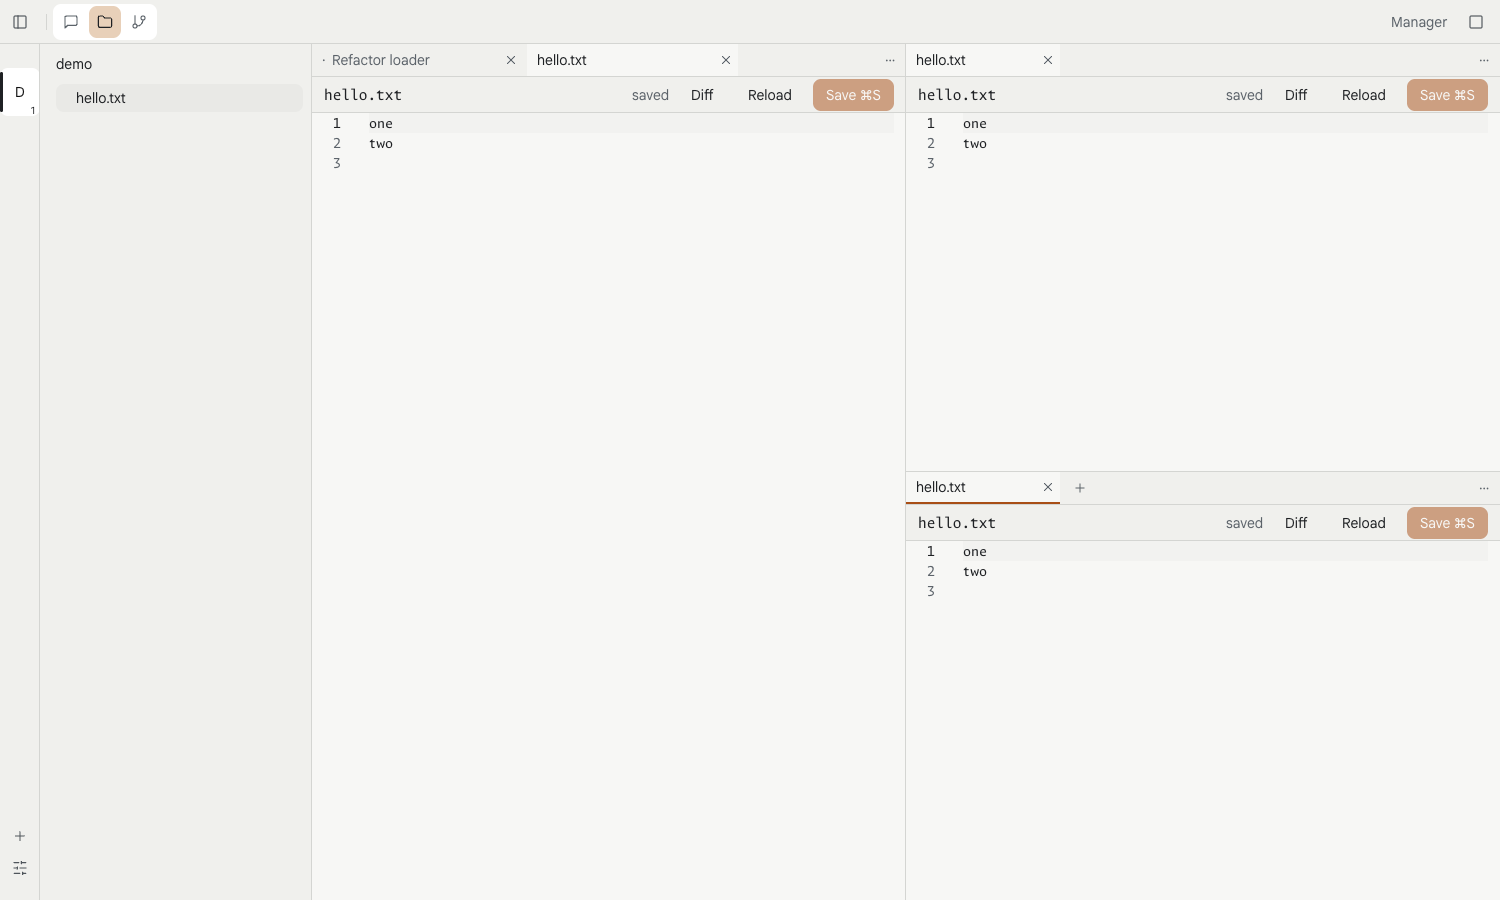 Manager
D
1
demo
hello.txt
· Refactor loader
hello.txt
hello.txt saved Diff Reload Save ⌘S
1 one
2 two
3
hello.txt
hello.txt saved Diff Reload Save ⌘S
1 one
2 two
3
hello.txt
hello.txt saved Diff Reload Save ⌘S
1 one
2 two
3